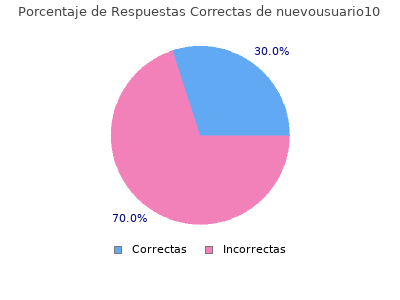 Porcentaje de Respuestas Correctas de nuevousuario10
30.0%
70.0%
Correctas Incorrectas